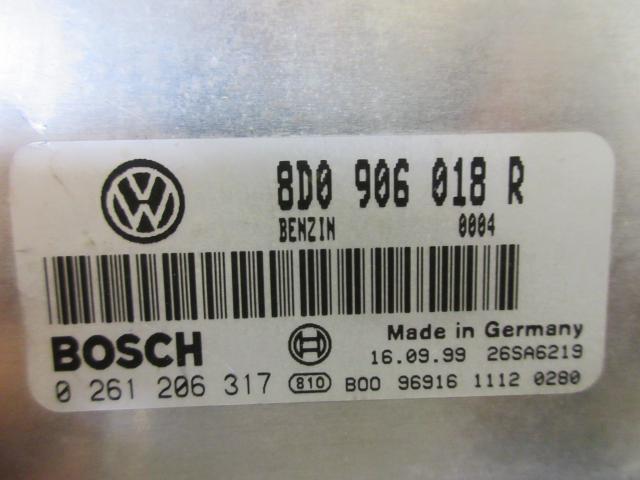 8D0 906 018 R
BENZIN 0004
BOSCH
Made in Germany
16.09.99 26SA6219
0 261 206 317 810 B00 96916 1112 0280